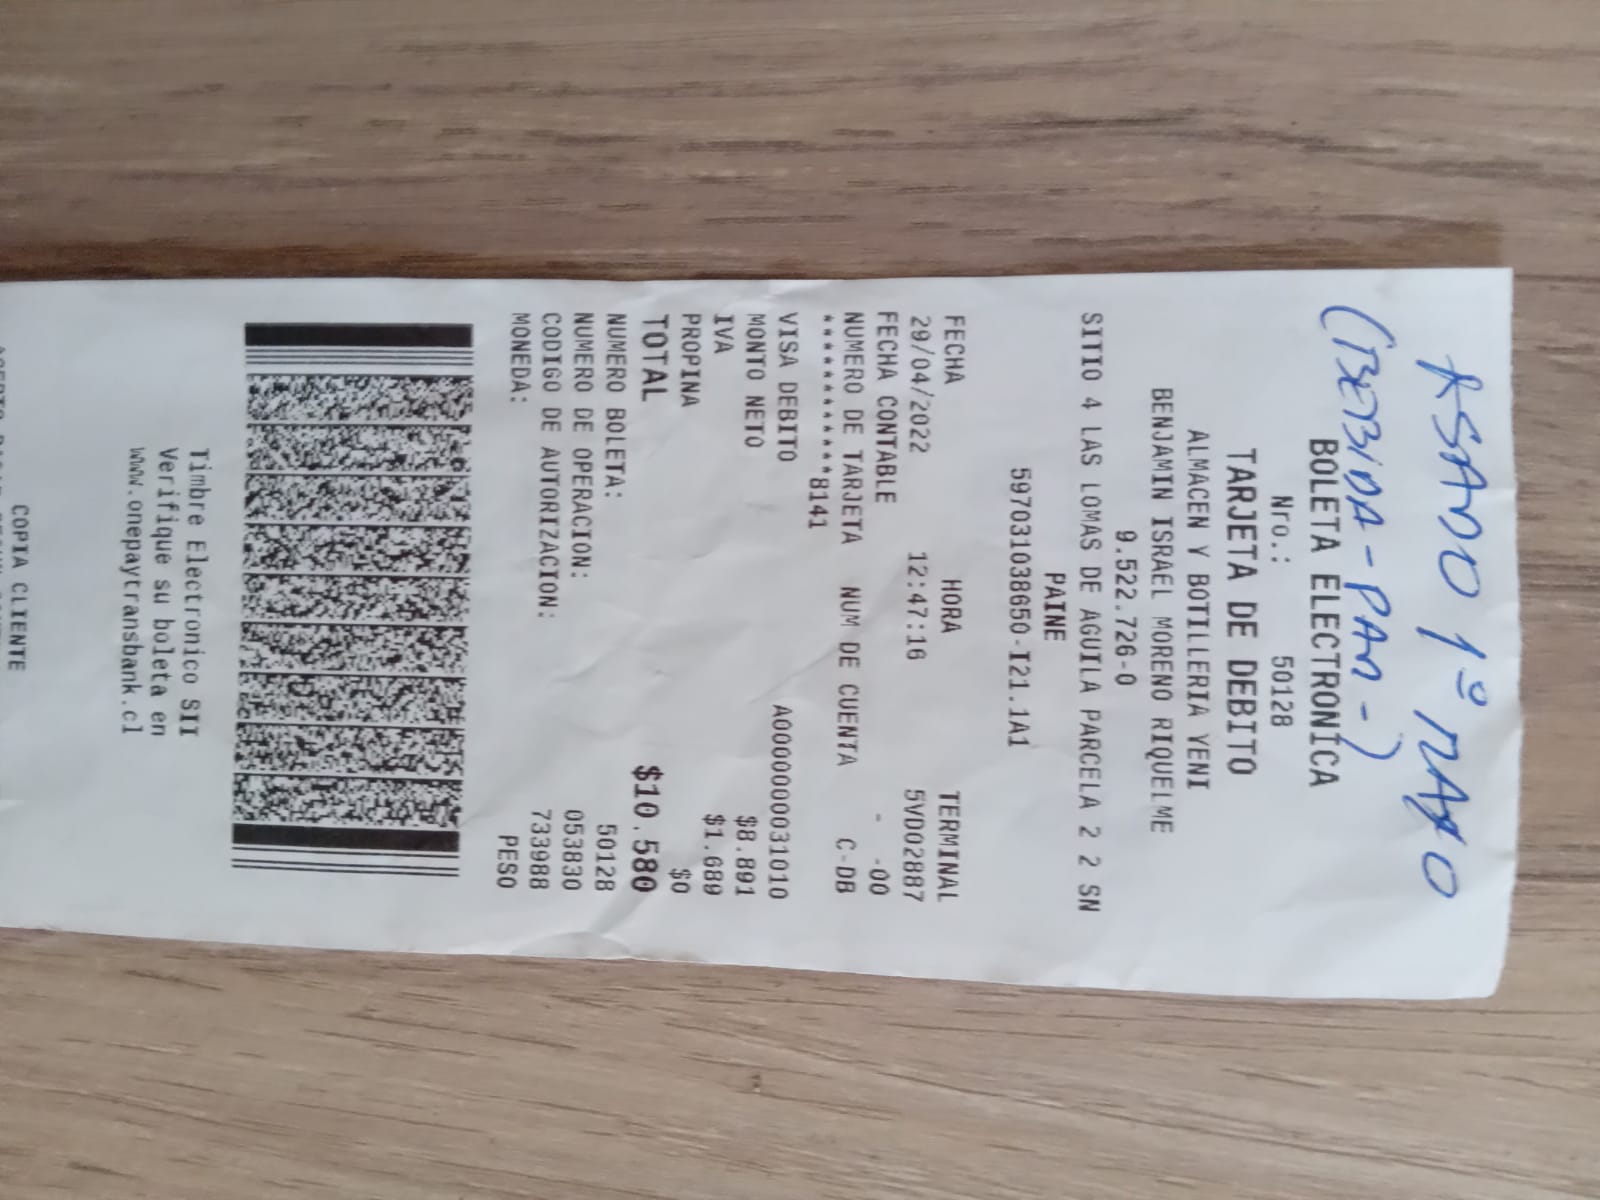 ASADO 1º MAYO
(BEBIDA - PAN -)
BOLETA ELECTRONICA
Nro.: 50128
TARJETA DE DEBITO
ALMACEN Y BOTILLERIA YENI
BENJAMIN ISRAEL MORENO RIQUELME
9.522.726-0
SITIO 4 LAS LOMAS DE AGUILA PARCELA 2 2 SN
PAINE
597031038650-I21.1A1
FECHA HORA TERMINAL
29/04/2022 12:47:16 5VD02887
FECHA CONTABLE - -00
NUMERO DE TARJETA NUM DE CUENTA C-DB
************8141
VISA DEBITO A0000000031010
MONTO NETO $8.891
IVA $1.689
PROPINA $0
TOTAL $10.580
NUMERO BOLETA: 50128
NUMERO DE OPERACION: 053830
CODIGO DE AUTORIZACION: 733988
MONEDA: PESO
Timbre Electronico SII
Verifique su boleta en
www.onepaytransbank.cl
COPIA CLIENTE